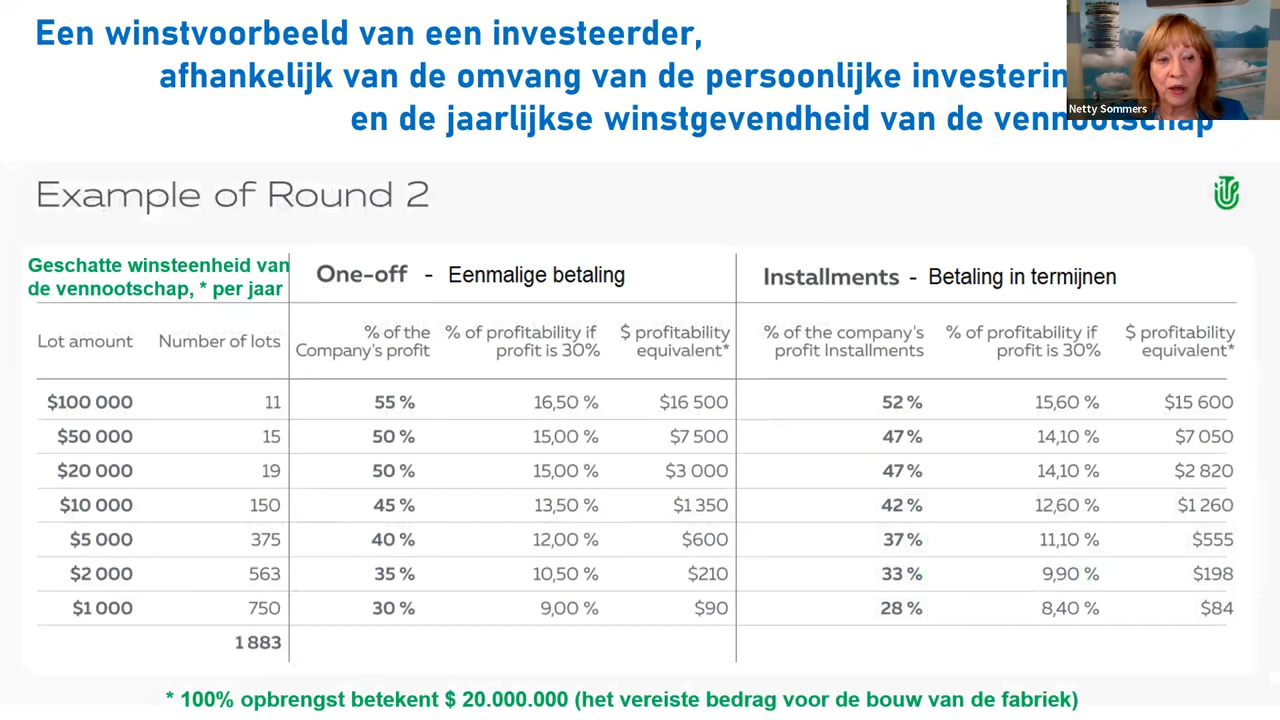 Een winstvoorbeeld van een investeerder,
afhankelijk van de omvang van de persoonlijke investerin
en de jaarlijkse winstgevendheid van de vennootschap
Netty Sommers
Example of Round 2
Geschatte winsteenheid van
de vennootschap, * per jaar
One-off - Eenmalige betaling
Installments - Betaling in termijnen
Lot amount Number of lots % of the Company's profit % of profitability if profit is 30% $ profitability equivalent* % of the company's profit Installments % of profitability if profit is 30% $ profitability equivalent*
$100 000 11 55 % 16,50 % $16 500 52 % 15,60 % $15 600
$50 000 15 50 % 15,00 % $7 500 47 % 14,10 % $7 050
$20 000 19 50 % 15,00 % $3 000 47 % 14,10 % $2 820
$10 000 150 45 % 13,50 % $1 350 42 % 12,60 % $1 260
$5 000 375 40 % 12,00 % $600 37 % 11,10 % $555
$2 000 563 35 % 10,50 % $210 33 % 9,90 % $198
$1 000 750 30 % 9,00 % $90 28 % 8,40 % $84
1 883
* 100% opbrengst betekent $ 20.000.000 (het vereiste bedrag voor de bouw van de fabriek)